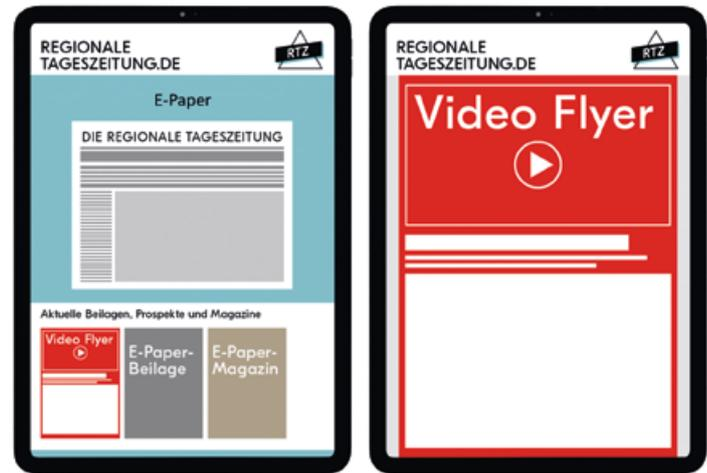 REGIONALE
TAGESZEITUNG.DE
RTZ
E-Paper
DIE REGIONALE TAGESZEITUNG
Aktuelle Beilagen, Prospekte und Magazine
Video Flyer
E-Paper-
Beilage
E-Paper-
Magazin
REGIONALE
TAGESZEITUNG.DE
RTZ
Video Flyer